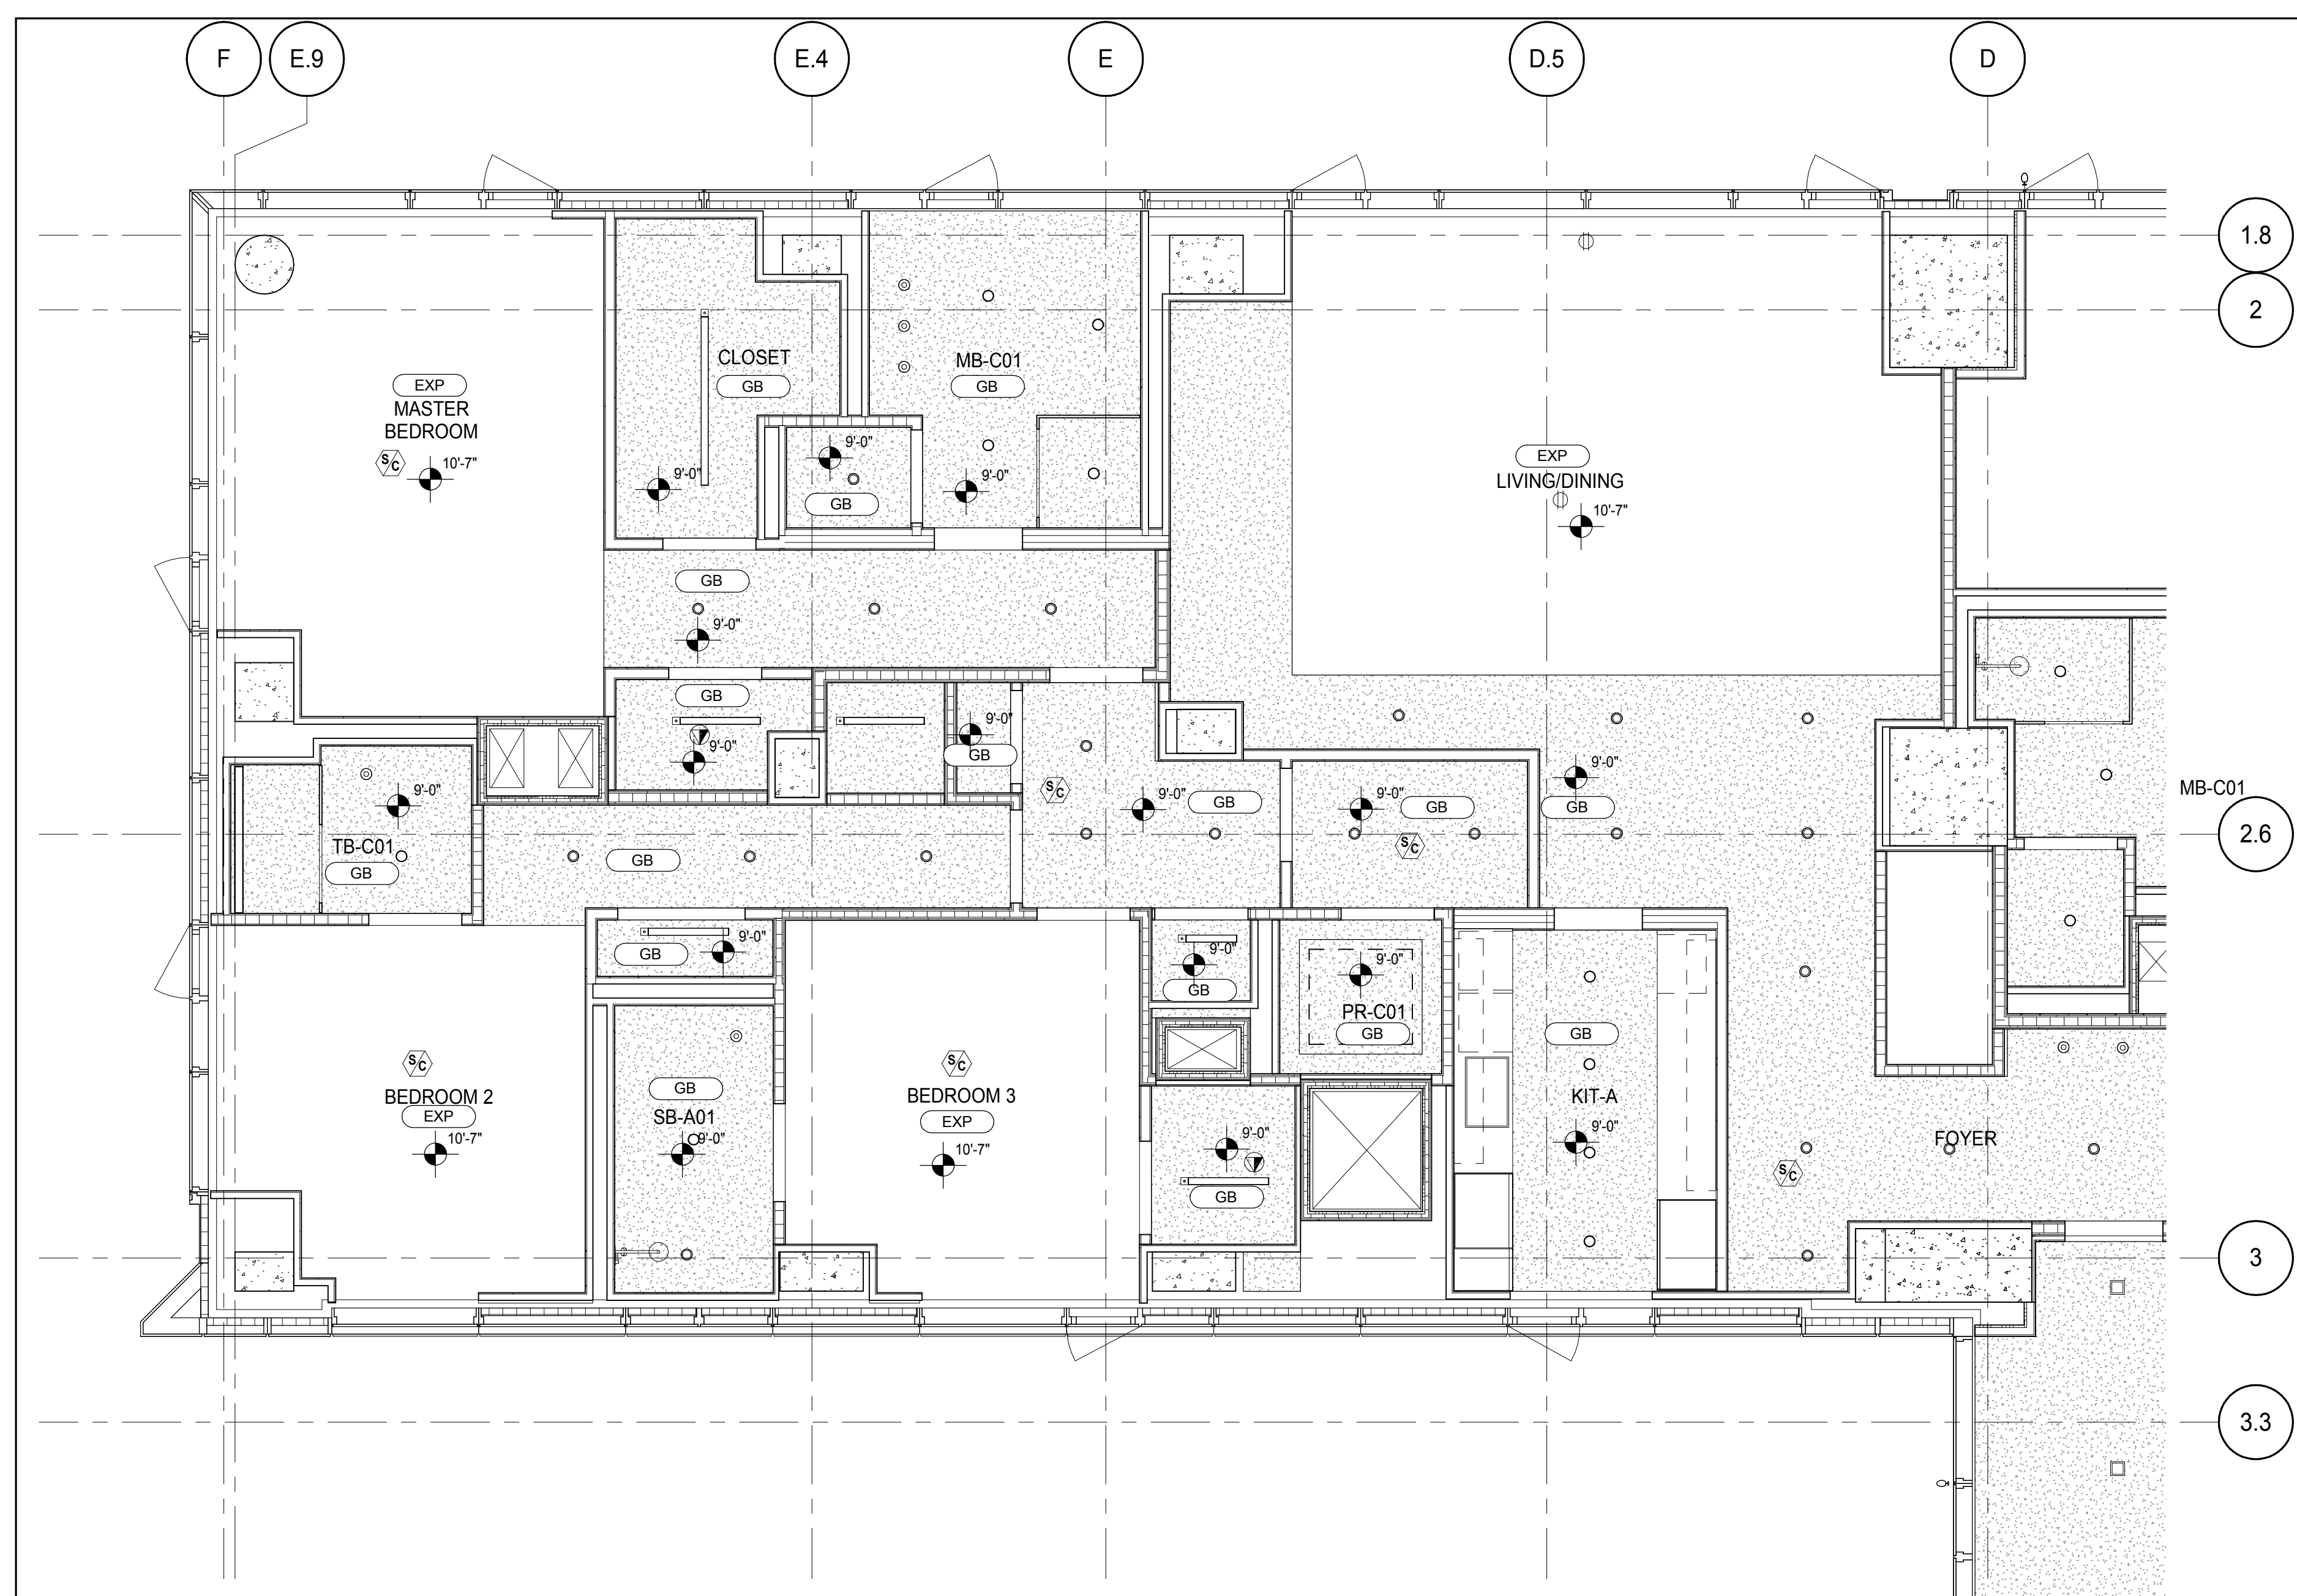 F
E.9
E.4
E
D.5
D
1.8
2
CLOSET
GB
MB-C01
GB
EXP
MASTER
BEDROOM
S/C
10'-7"
9'-0"
9'-0"
GB
9'-0"
EXP
LIVING/DINING
10'-7"
GB
9'-0"
GB
9'-0"
9'-0"
GB
S/C
9'-0"
GB
9'-0"
GB
S/C
9'-0"
GB
MB-C01
2.6
9'-0"
TB-C01
GB
GB
9'-0"
GB
9'-0"
GB
9'-0"
PR-C01
GB
GB
KIT-A
9'-0"
S/C
BEDROOM 2
EXP
10'-7"
GB
SB-A01
9'-0"
S/C
BEDROOM 3
EXP
10'-7"
9'-0"
GB
FOYER
S/C
3
3.3